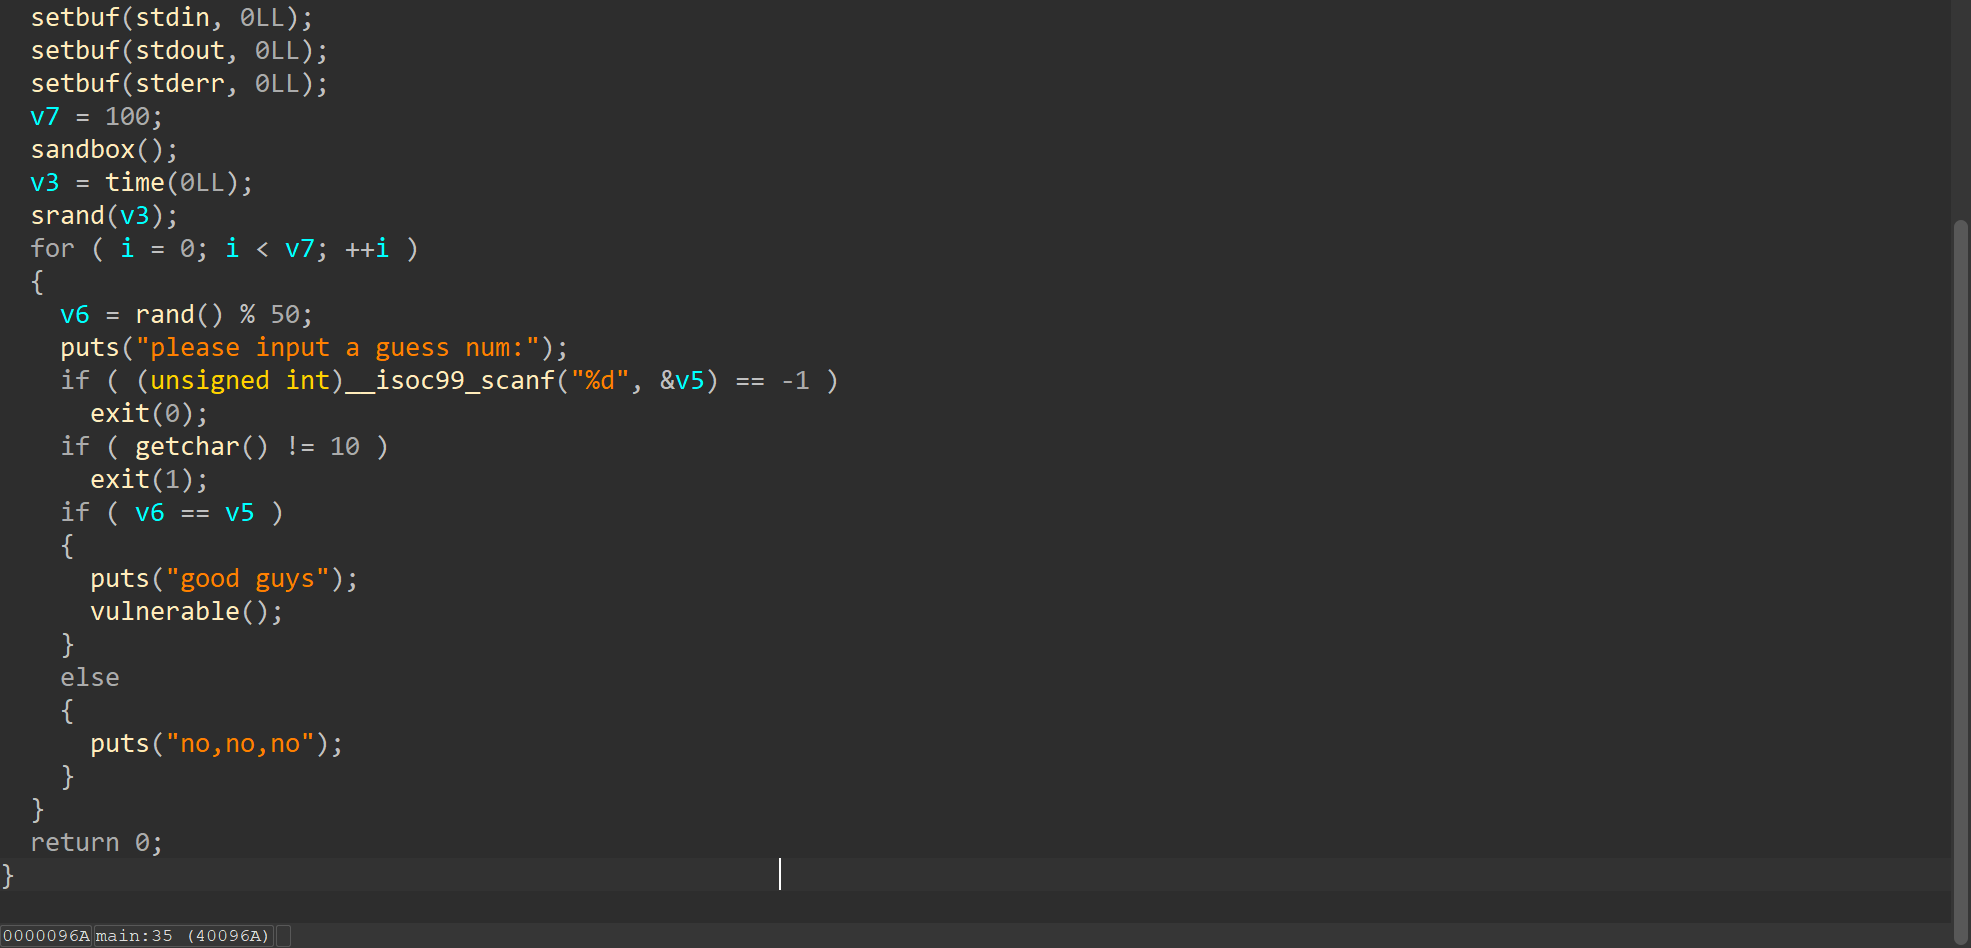 setbuf(stdin, 0LL);
setbuf(stdout, 0LL);
setbuf(stderr, 0LL);
v7 = 100;
sandbox();
v3 = time(0LL);
srand(v3);
for ( i = 0; i < v7; ++i )
{
v6 = rand() % 50;
puts("please input a guess num:");
if ( (unsigned int)__isoc99_scanf("%d", &v5) == -1 )
exit(0);
if ( getchar() != 10 )
exit(1);
if ( v6 == v5 )
{
puts("good guys");
vulnerable();
}
else
{
puts("no,no,no");
}
}
return 0;
}
0000096A main:35 (40096A)